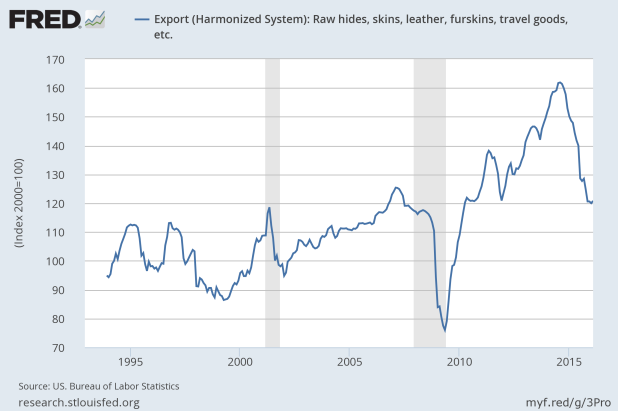 FRED
Export (Harmonized System): Raw hides, skins, leather, furskins, travel goods,
etc.
170
160
150
140
130
120
110
100
90
80
70
(Index 2000=100)
1995
2000
2005
2010
2015
Source: US. Bureau of Labor Statistics
research.stlouisfed.org
myf.red/g/3Pro